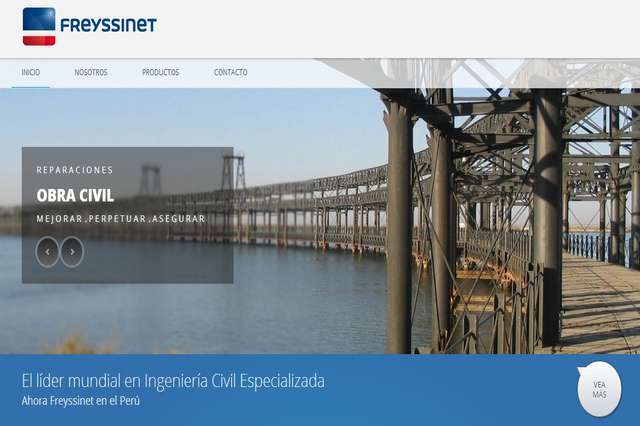 FREYSSINET
INICIO NOSOTROS PRODUCTOS CONTACTO
REPARACIONES
OBRA CIVIL
MEJORAR ,PERPETUAR ,ASEGURAR
‹ ›
El líder mundial en Ingeniería Civil Especializada
Ahora Freyssinet en el Perú
VEA
MÁS